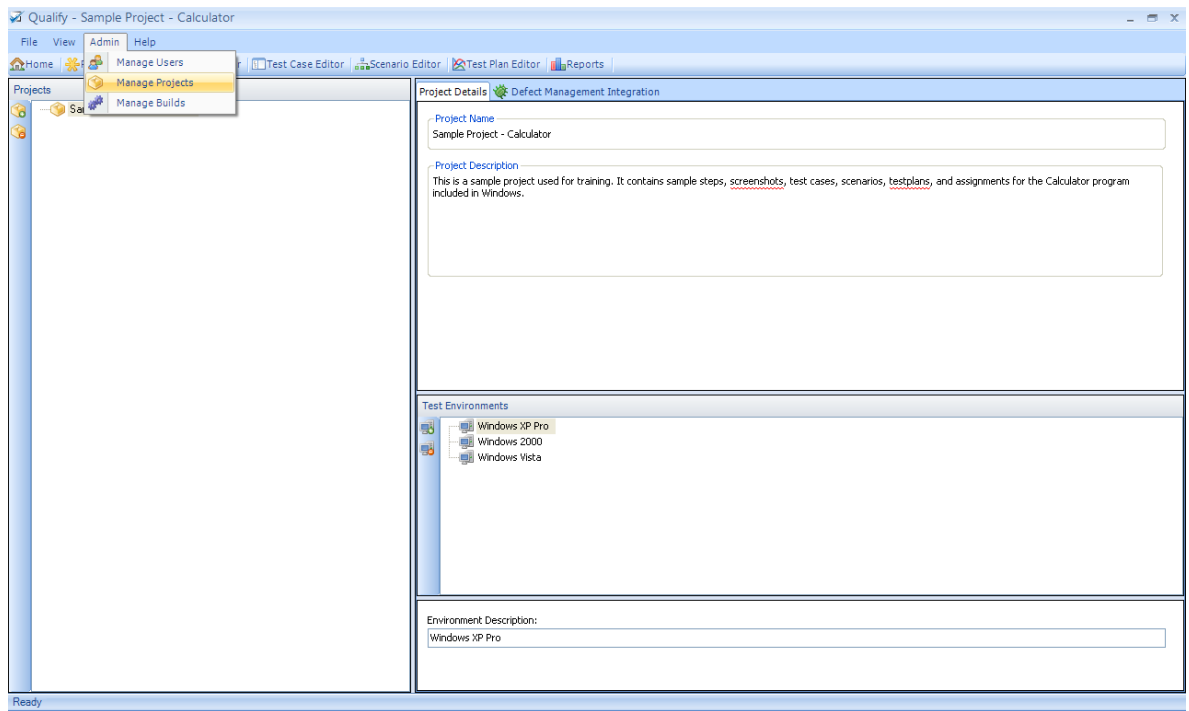 Qualify - Sample Project - Calculator
File View Admin Help
Home Test Case Editor Scenario Editor Test Plan Editor Reports
Manage Users
Manage Projects
Manage Builds
Projects
Project Details Defect Management Integration
Project Name
Sample Project - Calculator
Project Description
This is a sample project used for training. It contains sample steps, screenshots, test cases, scenarios, testplans, and assignments for the Calculator program
included in Windows.
Test Environments
Windows XP Pro
Windows 2000
Windows Vista
Environment Description:
Windows XP Pro
Ready